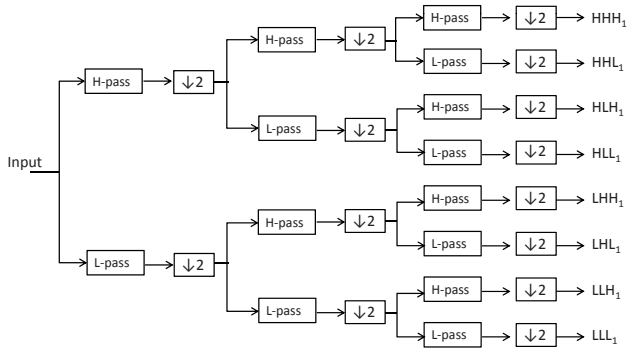 H-pass ↓2 HHH₁
H-pass ↓2
L-pass ↓2 HHL₁
H-pass ↓2
H-pass ↓2 HLH₁
L-pass ↓2
L-pass ↓2 HLL₁
Input
H-pass ↓2 LHH₁
H-pass ↓2
L-pass ↓2 LHL₁
L-pass ↓2
H-pass ↓2 LLH₁
L-pass ↓2
L-pass ↓2 LLL₁